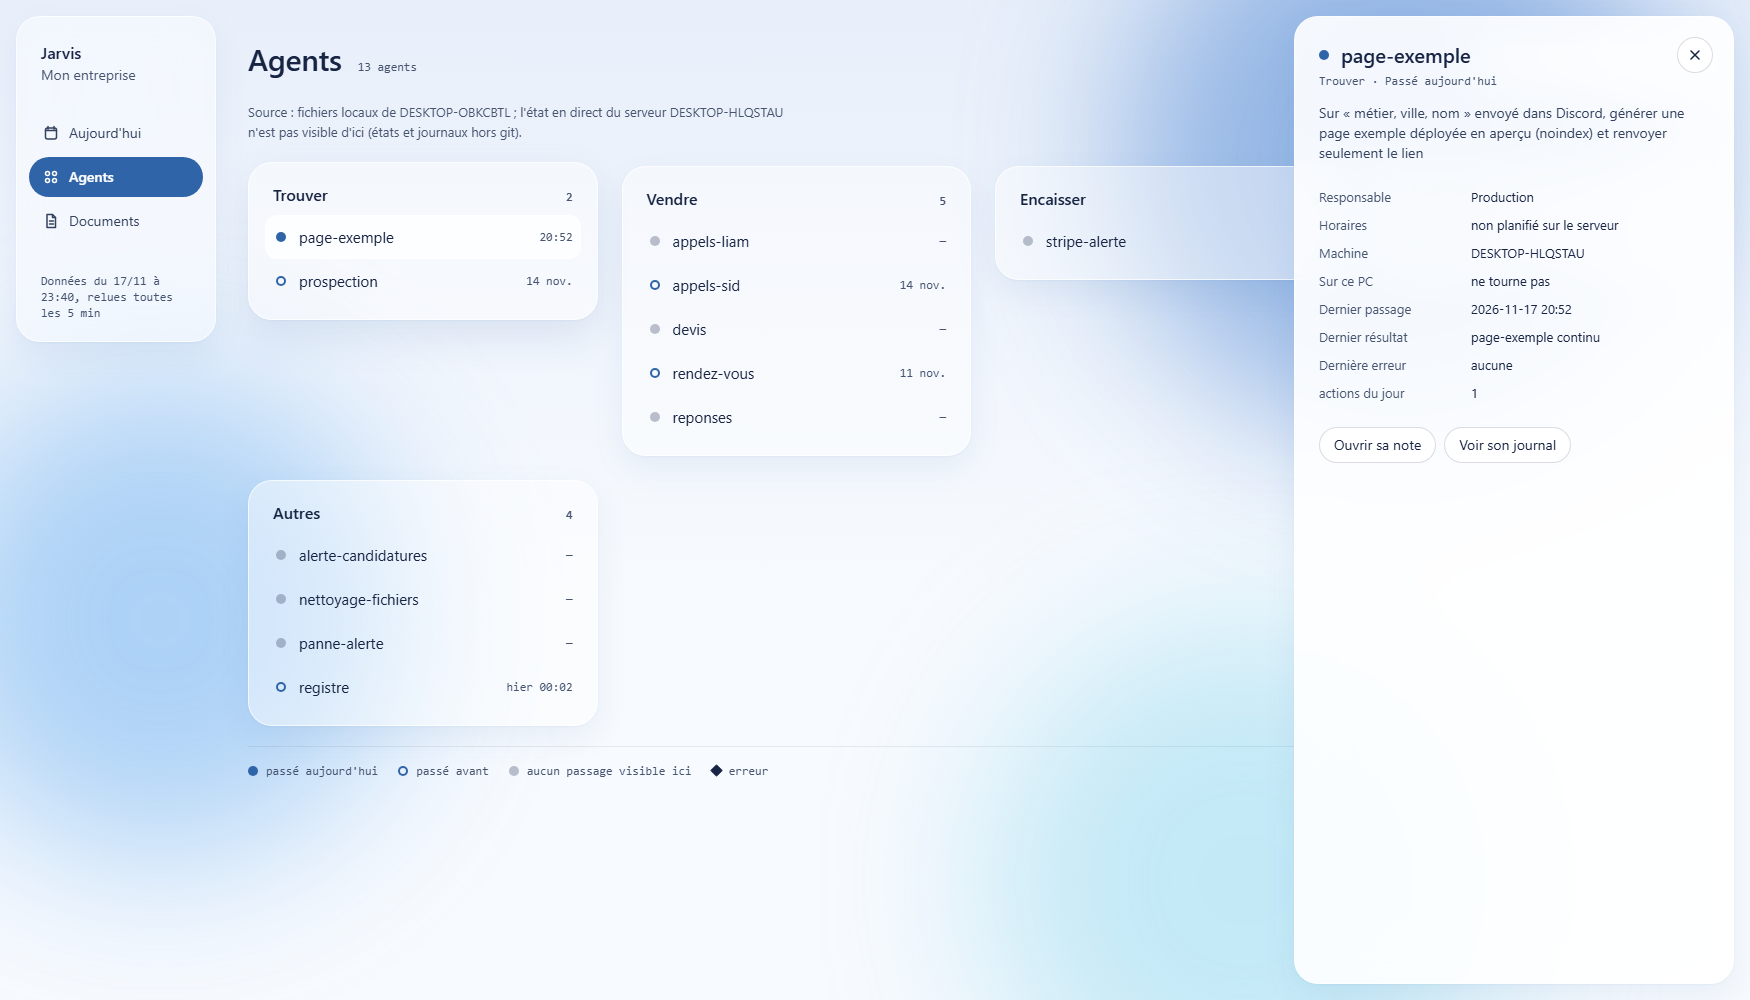 Jarvis
Mon entreprise
Aujourd'hui
Agents
Documents
Données du 17/11 à
23:40, relues toutes
les 5 min
Agents
13 agents
Source : fichiers locaux de DESKTOP-OBKCBTL ; l'état en direct du serveur DESKTOP-HLQSTAU
n'est pas visible d'ici (états et journaux hors git).
Trouver 2
page-exemple 20:52
prospection 14 nov.
Vendre 5
appels-liam –
appels-sid 14 nov.
devis –
rendez-vous 11 nov.
reponses –
Encaisser
stripe-alerte
Autres 4
alerte-candidatures –
nettoyage-fichiers –
panne-alerte –
registre hier 00:02
passé aujourd'hui passé avant aucun passage visible ici erreur
page-exemple
Trouver · Passé aujourd'hui
Sur « métier, ville, nom » envoyé dans Discord, générer une
page exemple déployée en aperçu (noindex) et renvoyer
seulement le lien
Responsable Production
Horaires non planifié sur le serveur
Machine DESKTOP-HLQSTAU
Sur ce PC ne tourne pas
Dernier passage 2026-11-17 20:52
Dernier résultat page-exemple continu
Dernière erreur aucune
actions du jour 1
Ouvrir sa note Voir son journal